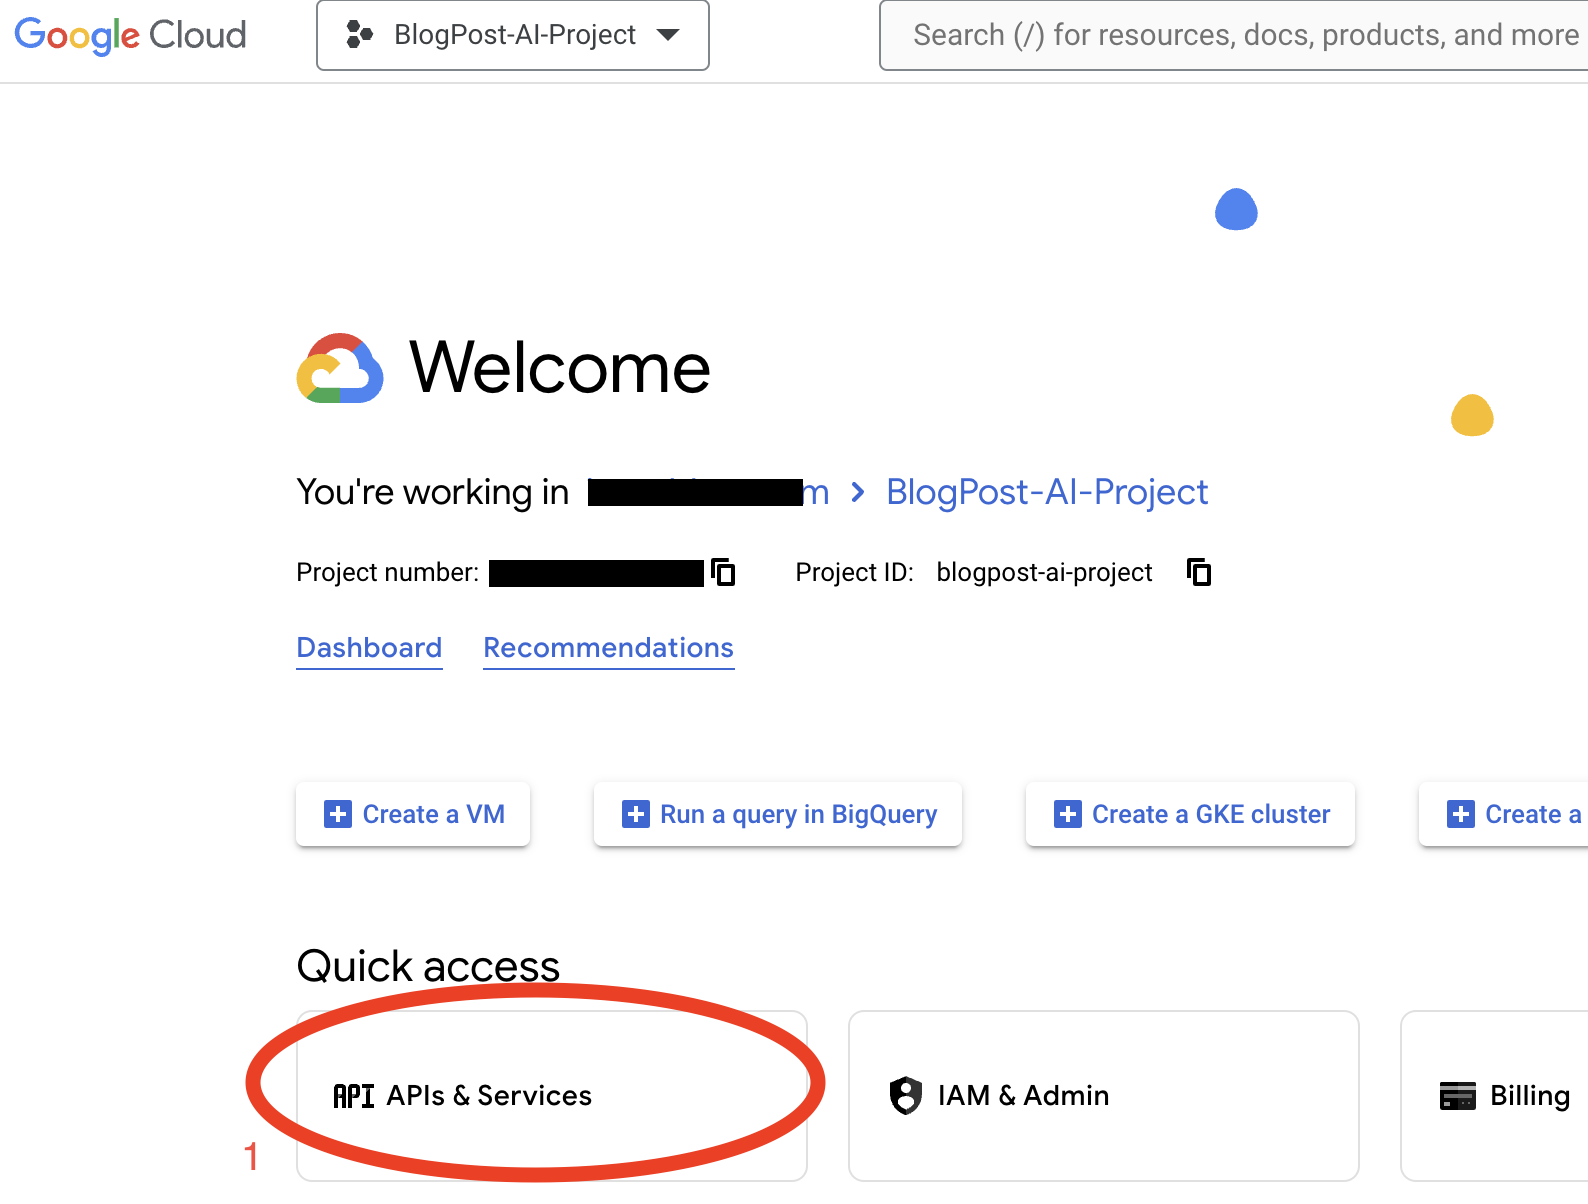 Google Cloud
BlogPost-AI-Project
Search (/) for resources, docs, products, and more
Welcome
You're working in m > BlogPost-AI-Project
Project number: Project ID: blogpost-ai-project
Dashboard Recommendations
Create a VM Run a query in BigQuery Create a GKE cluster Create a
Quick access
API APIs & Services IAM & Admin Billing
1